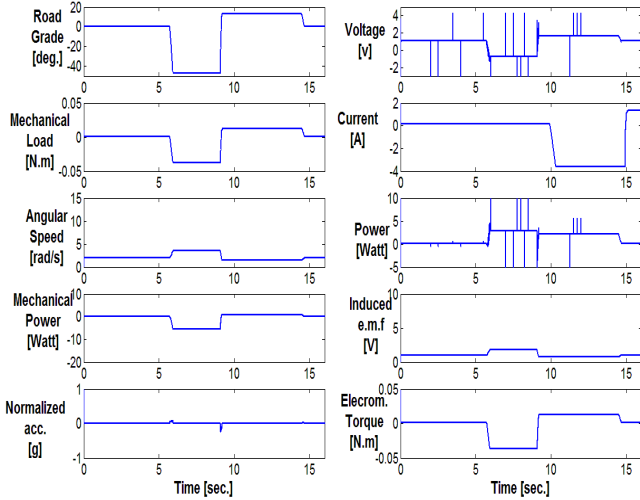 Road
Grade
[deg.]
20
0
-20
-40
0
5
10
15
Voltage
[v]
4
2
0
-2
0
5
10
15
Mechanical
Load
[N.m]
0.05
0
-0.05
0
5
10
15
Current
[A]
2
0
-2
-4
0
5
10
15
Angular
Speed
[rad/s]
15
10
5
0
0
5
10
15
Power
[Watt]
10
5
0
-5
0
5
10
15
Mechanical
Power
[Watt]
10
0
-10
-20
0
5
10
15
Induced
e.m.f
[V]
10
5
0
0
5
10
15
Normalized
acc.
[g]
1
0
-1
0
5
10
15
Time [sec.]
Elecrom.
Torque
[N.m]
0.05
0
-0.05
0
5
10
15
Time [sec.]